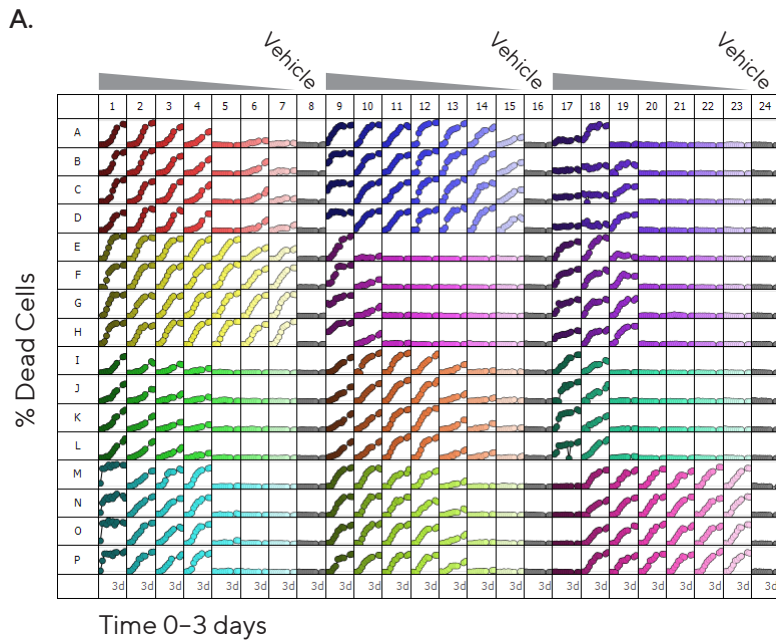 A.
Vehicle Vehicle Vehicle
1 2 3 4 5 6 7 8 9 10 11 12 13 14 15 16 17 18 19 20 21 22 23 24
A
B
C
D
E
F
G
H
I
J
K
L
M
N
O
P
% Dead Cells
3d 3d 3d 3d 3d 3d 3d 3d 3d 3d 3d 3d 3d 3d 3d 3d 3d 3d 3d 3d 3d 3d 3d 3d
Time 0–3 days